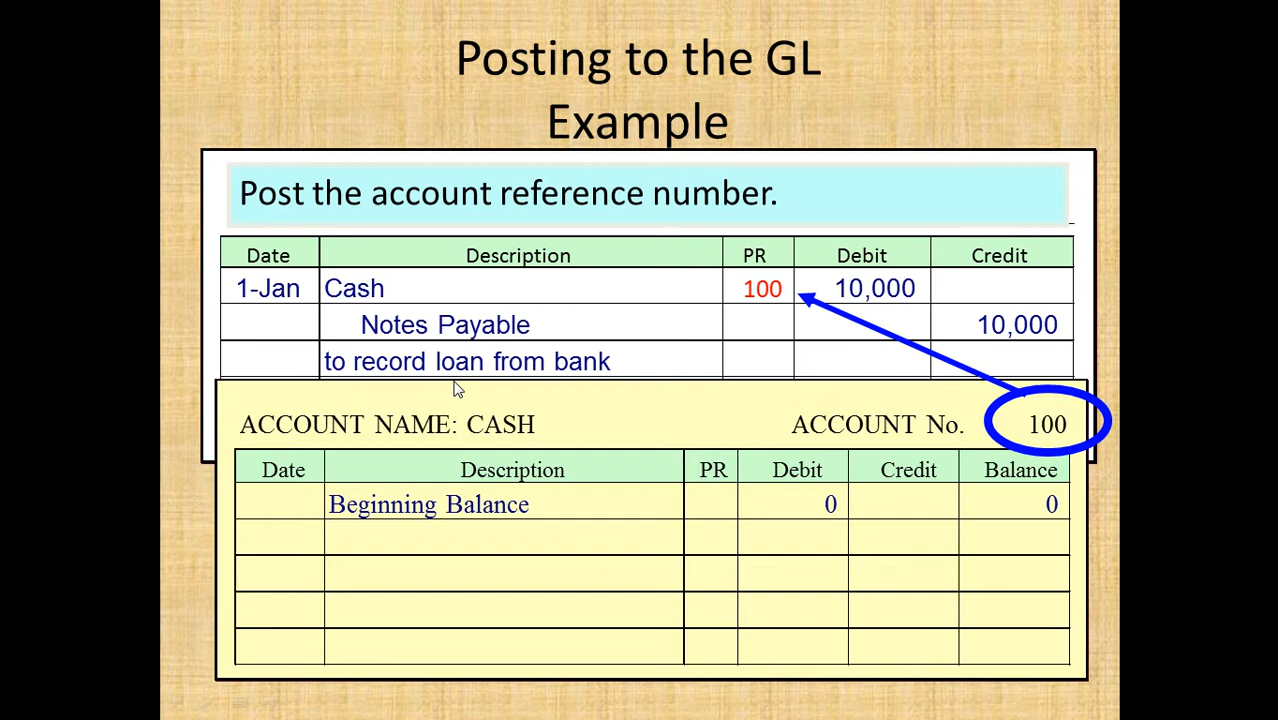 Posting to the GL
Example
Post the account reference number.
Date Description PR Debit Credit
1-Jan Cash 100 10,000
Notes Payable 10,000
to record loan from bank
ACCOUNT NAME: CASH ACCOUNT No. 100
Date Description PR Debit Credit Balance
Beginning Balance 0 0